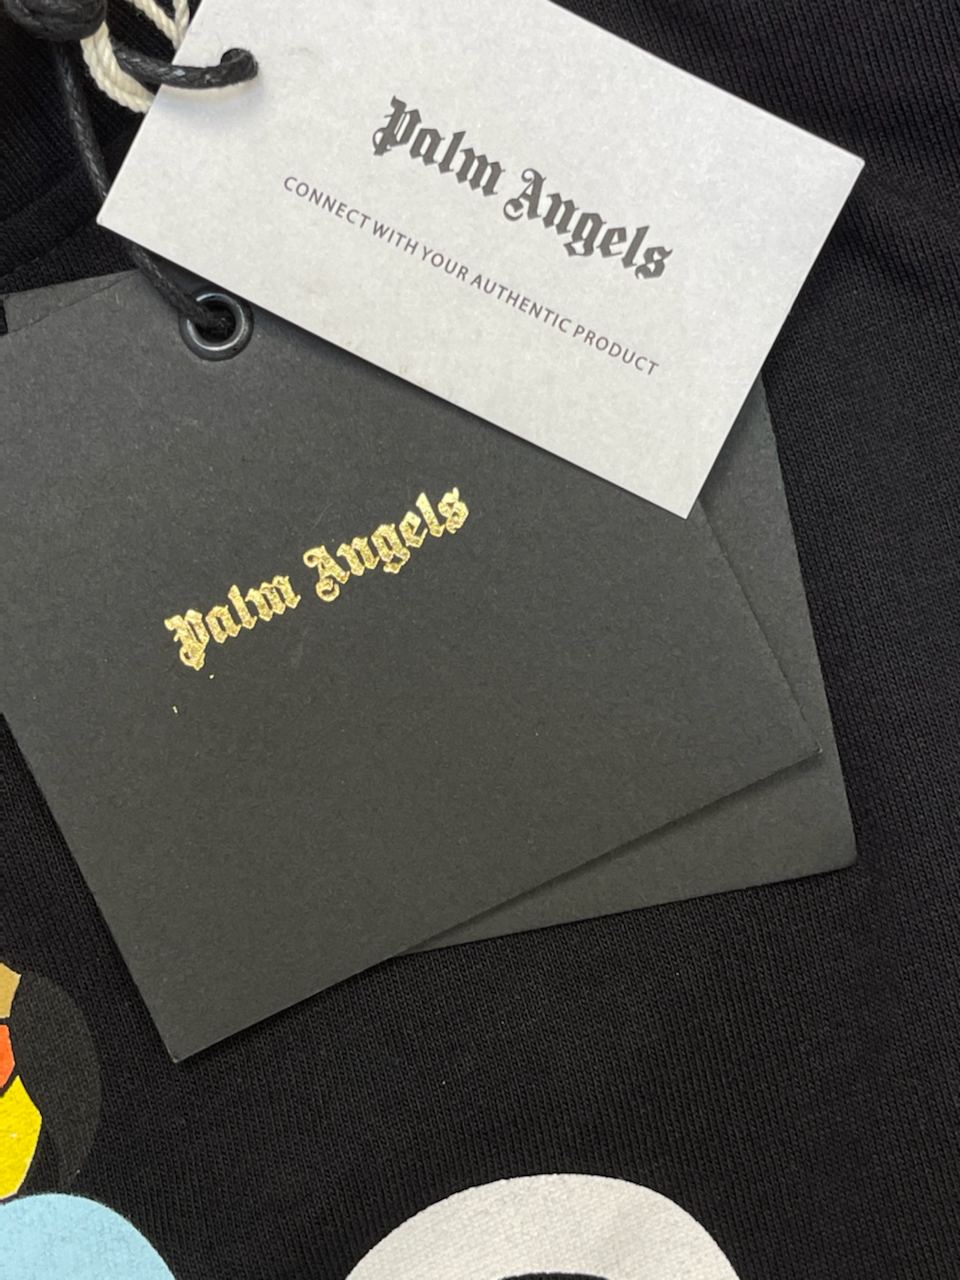 Palm Angels
CONNECT WITH YOUR AUTHENTIC PRODUCT
Palm Angels